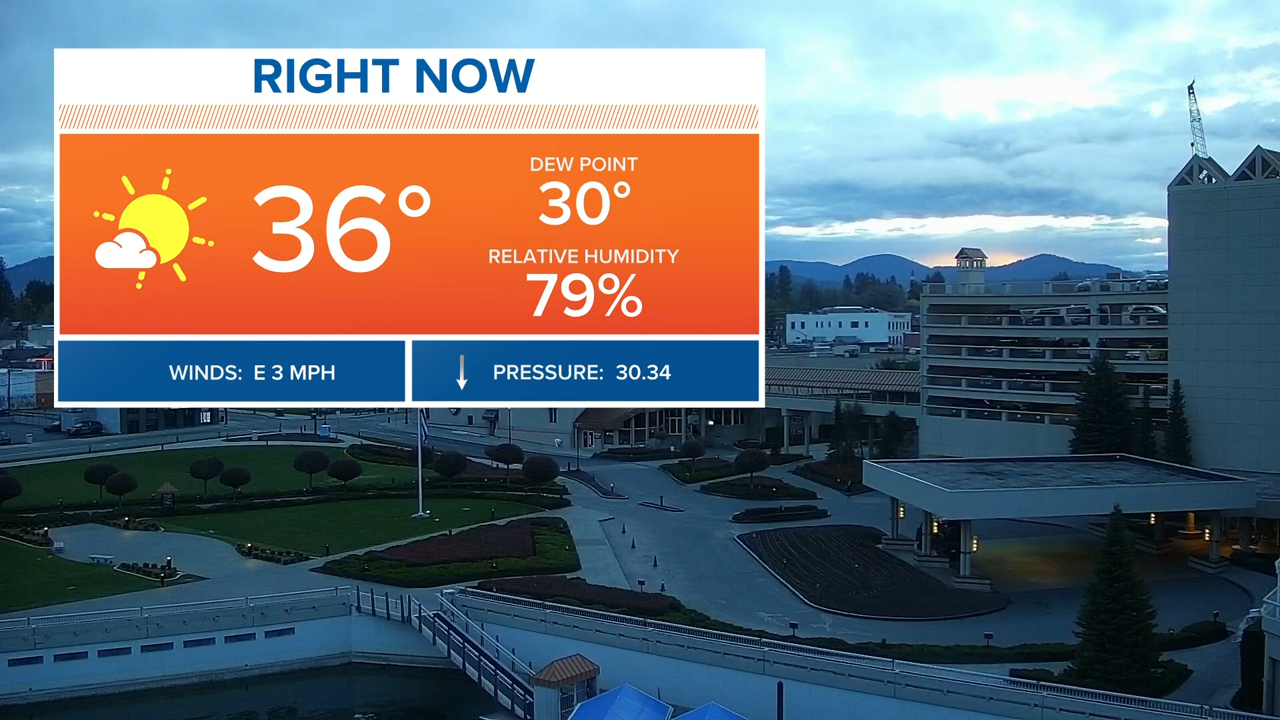 RIGHT NOW
36°
DEW POINT
30°
RELATIVE HUMIDITY
79%
WINDS: E 3 MPH
PRESSURE: 30.34